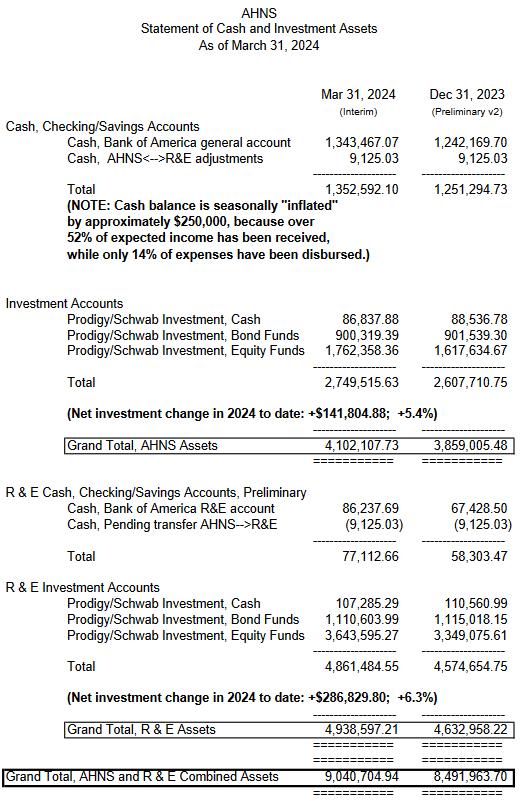 AHNS
Statement of Cash and Investment Assets
As of March 31, 2024
Mar 31, 2024 Dec 31, 2023
(Interim) (Preliminary v2)
Cash, Checking/Savings Accounts
Cash, Bank of America general account 1,343,467.07 1,242,169.70
Cash, AHNS<-->R&E adjustments 9,125.03 9,125.03
-------------------- --------------------
Total 1,352,592.10 1,251,294.73
(NOTE: Cash balance is seasonally "inflated"
by approximately $250,000, because over
52% of expected income has been received,
while only 14% of expenses have been disbursed.)
Investment Accounts
Prodigy/Schwab Investment, Cash 86,837.88 88,536.78
Prodigy/Schwab Investment, Bond Funds 900,319.39 901,539.30
Prodigy/Schwab Investment, Equity Funds 1,762,358.36 1,617,634.67
-------------------- --------------------
Total 2,749,515.63 2,607,710.75
(Net investment change in 2024 to date: +$141,804.88; +5.4%)
-------------------- --------------------
Grand Total, AHNS Assets 4,102,107.73 3,859,005.48
=========== ===========
R & E Cash, Checking/Savings Accounts, Preliminary
Cash, Bank of America R&E account 86,237.69 67,428.50
Cash, Pending transfer AHNS-->R&E (9,125.03) (9,125.03)
-------------------- --------------------
Total 77,112.66 58,303.47
R & E Investment Accounts
Prodigy/Schwab Investment, Cash 107,285.29 110,560.99
Prodigy/Schwab Investment, Bond Funds 1,110,603.99 1,115,018.15
Prodigy/Schwab Investment, Equity Funds 3,643,595.27 3,349,075.61
-------------------- --------------------
Total 4,861,484.55 4,574,654.75
(Net investment change in 2024 to date: +$286,829.80; +6.3%)
-------------------- --------------------
Grand Total, R & E Assets 4,938,597.21 4,632,958.22
=========== ===========
=========== ===========
Grand Total, AHNS and R & E Combined Assets 9,040,704.94 8,491,963.70
=========== ===========